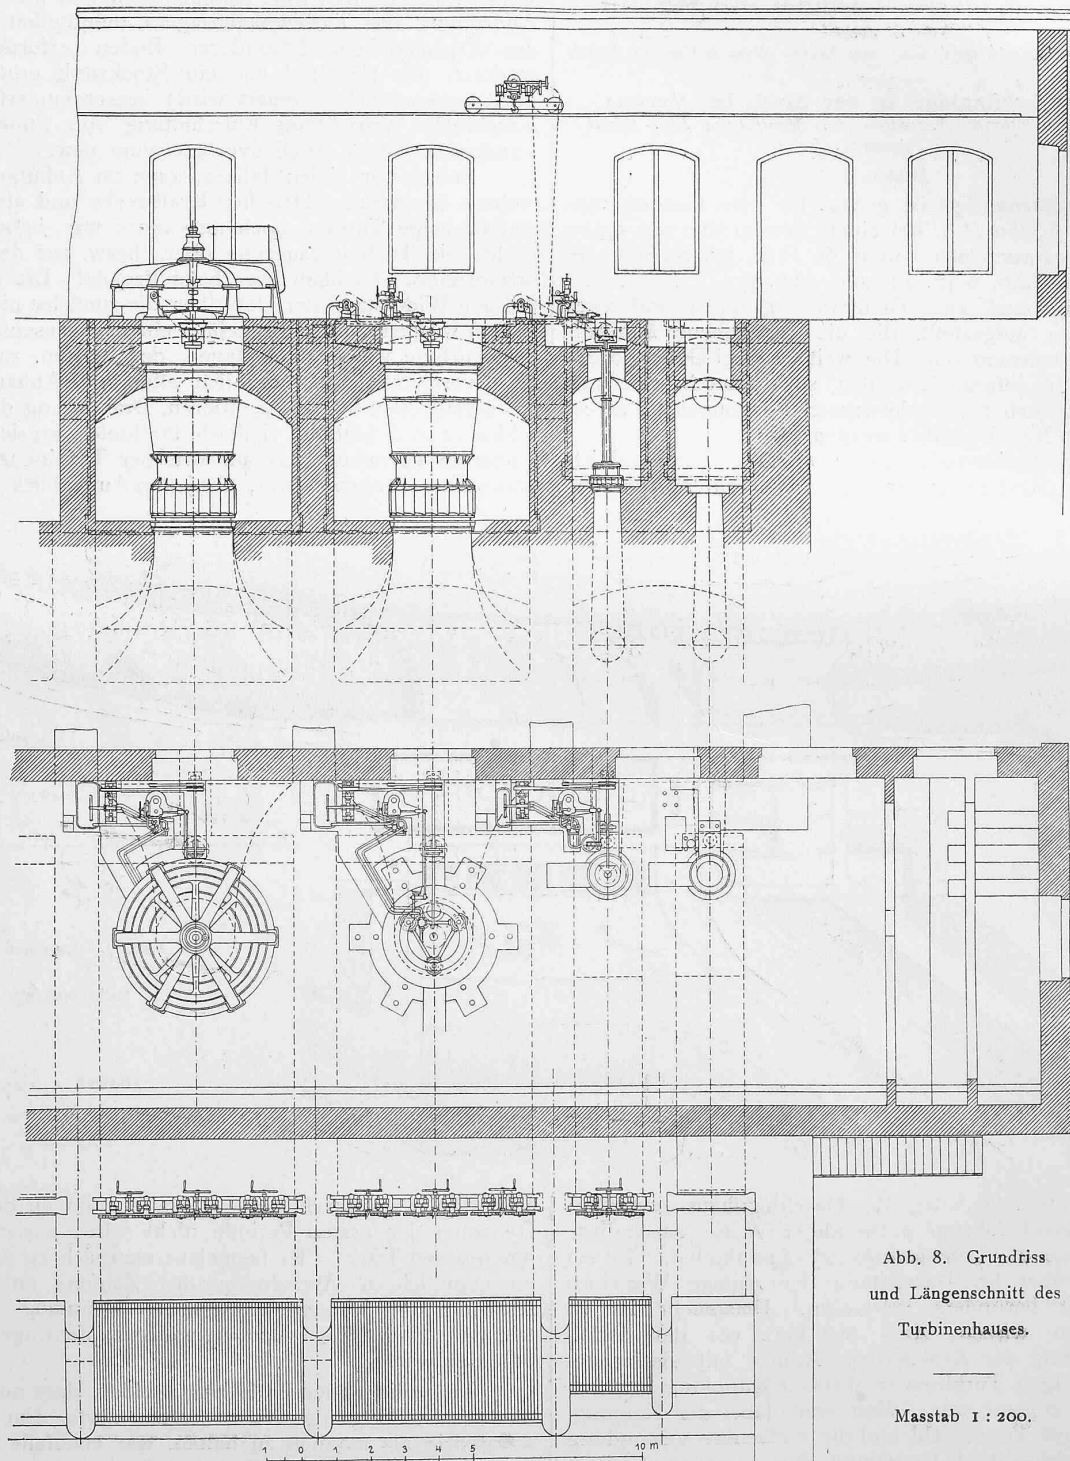 Abb. 8. Grundriss
und Längenschnitt des
Turbinenhauses.
Masstab 1 : 200.
1 0 1 2 3 4 5 10 m